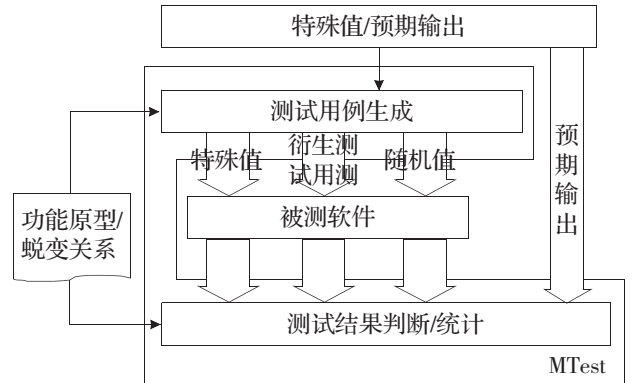 特殊值/预期输出
测试用例生成
特殊值
衍生测
试用测
随机值
预
期
输
出
功能原型/
蜕变关系
被测软件
测试结果判断/统计
MTest